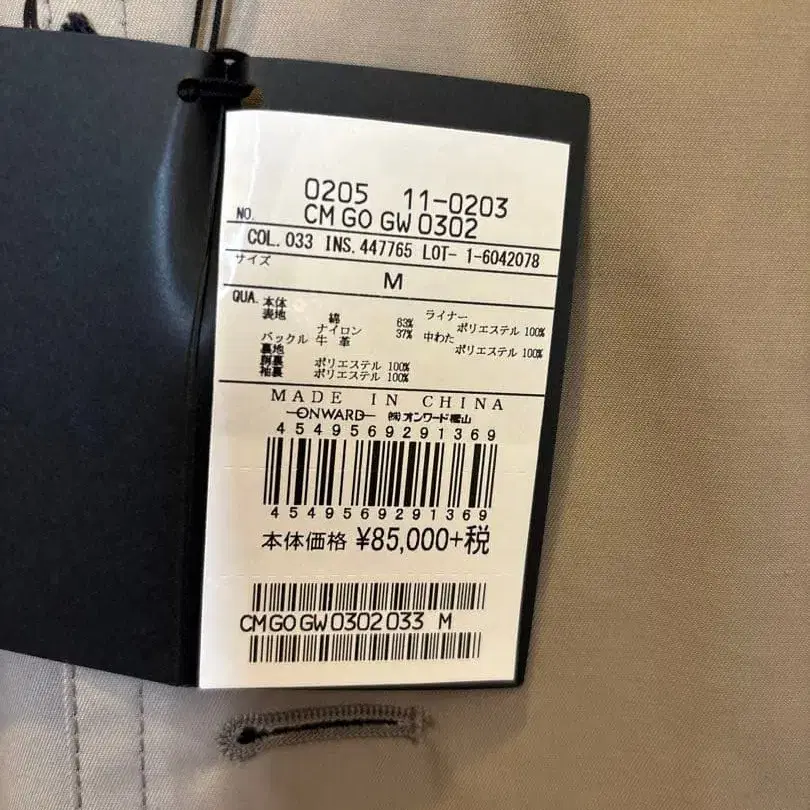 0205 11-0203
NO. CM GO GW 0302
COL. 033 INS. 447765 LOT- 1-6042078
サイズ
M
QUA. 本体
表地 綿 63%
ナイロン 37%
バックル 牛革
裏地
胴裏 ポリエステル 100%
袖裏 ポリエステル 100%
ライナー
ポリエステル 100%
中わた
ポリエステル 100%
MADE IN CHINA
ONWARD ㈱オンワード樫山
4549569291369
4549569291369
本体価格 ¥85,000+税
CM GO GW 0302 033 M